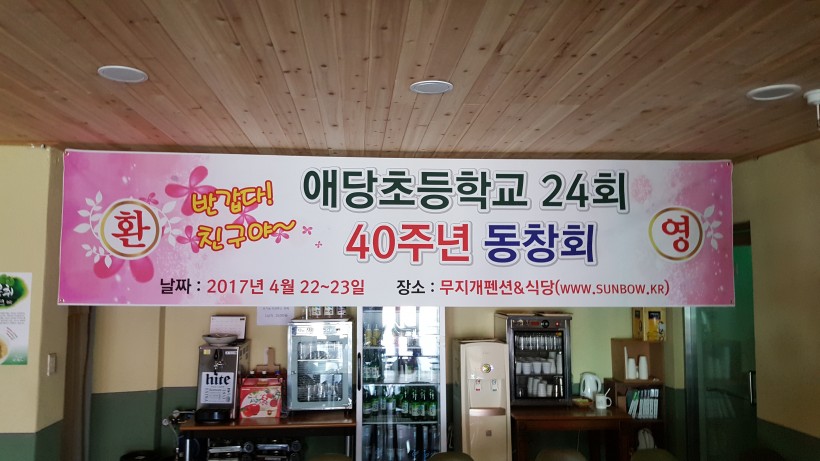 환
반갑다!
친구야~
애당초등학교 24회
40주년 동창회
영
날짜 : 2017년 4월 22~23일 장소 : 무지개펜션&식당(WWW.SUNBOW.KR)
hite